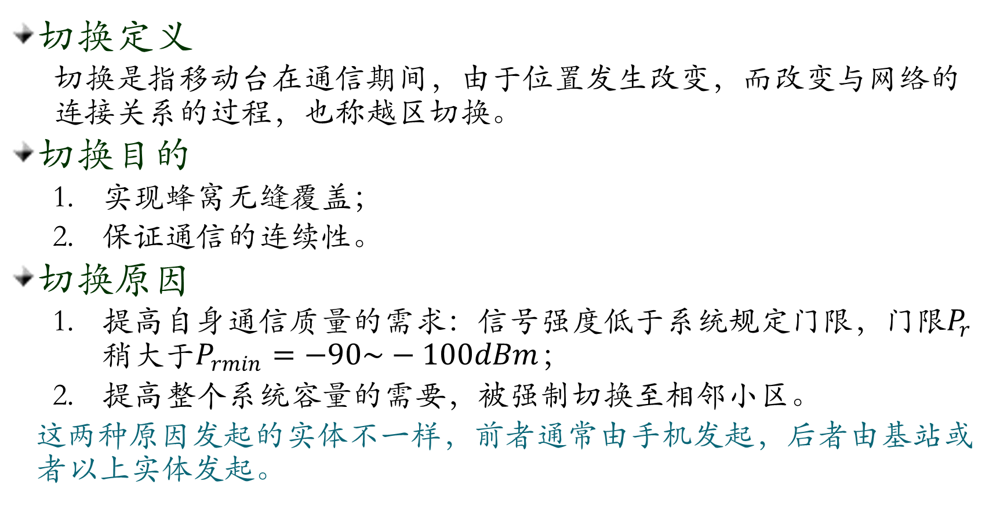 切换定义
切换是指移动台在通信期间，由于位置发生改变，而改变与网络的
连接关系的过程，也称越区切换。
切换目的
1. 实现蜂窝无缝覆盖；
2. 保证通信的连续性。
切换原因
1. 提高自身通信质量的需求：信号强度低于系统规定门限，门限P_r
稍大于P_{rmin} = −90~ − 100dBm；
2. 提高整个系统容量的需要，被强制切换至相邻小区。
这两种原因发起的实体不一样，前者通常由手机发起，后者由基站或
者以上实体发起。